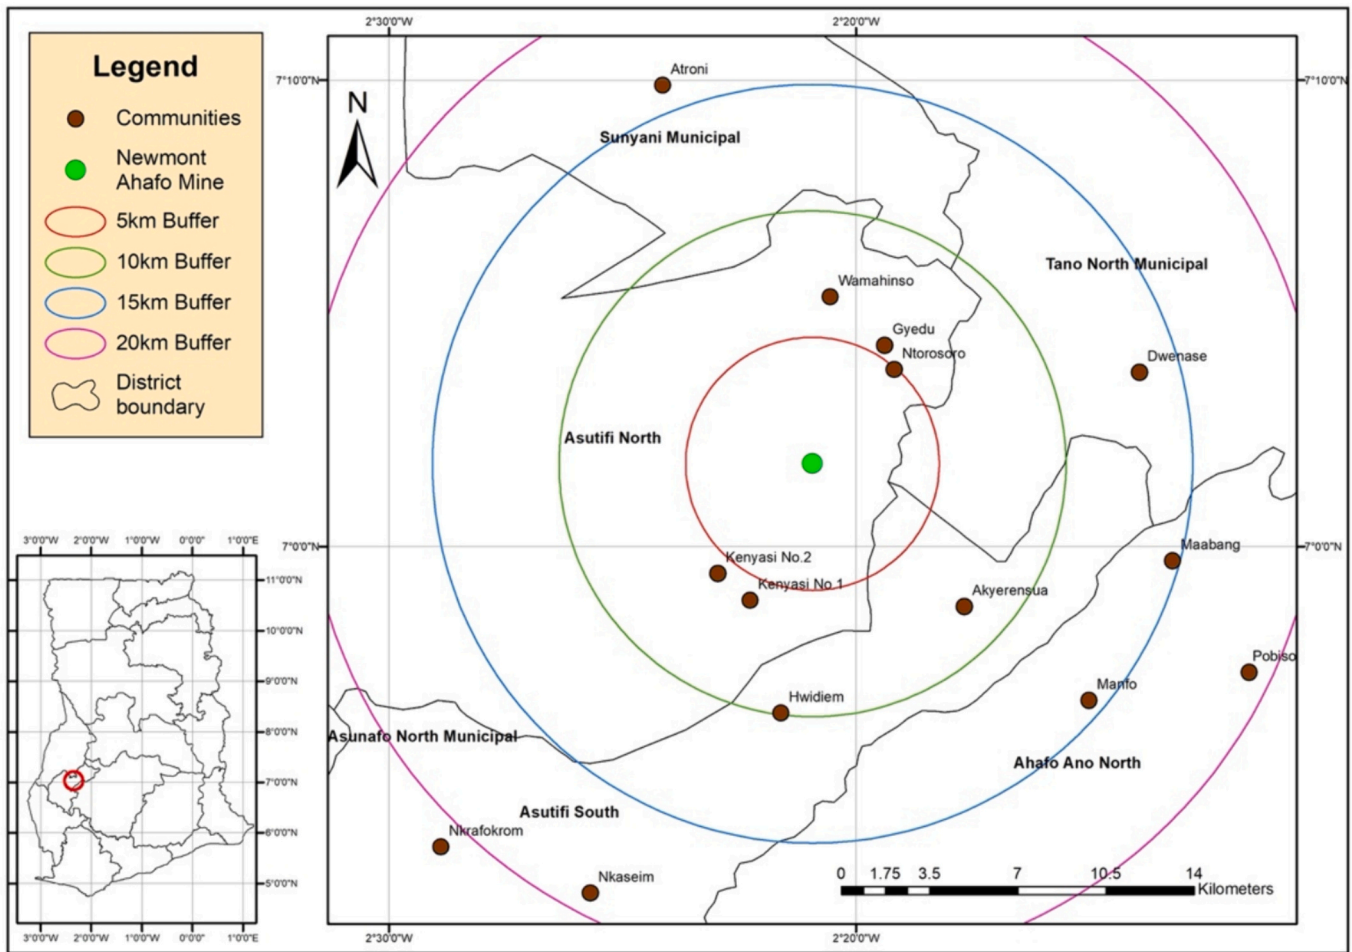 Legend
Communities
Newmont
Ahafo Mine
5km Buffer
10km Buffer
15km Buffer
20km Buffer
District
boundary
2°30'0"W 2°20'0"W
7°10'0"N 7°10'0"N
N
Atroni
Sunyani Municipal
Tano North Municipal
Wamahinso
Gyedu
Ntorosoro
Dwenase
Asutifi North
7°0'0"N 7°0'0"N
Maabang
Kenyasi No.2
Kenyasi No.1
Akyerensua
Pobiso
Manfo
Hwidiem
Asunafo North Municipal
Ahafo Ano North
Asutifi South
Nkrafokrom
Nkaseim
0 1.75 3.5 7 10.5 14
Kilometers
2°30'0"W 2°20'0"W
3°0'0"W 2°0'0"W 1°0'0"W 0°0'0" 1°0'0"E
11°0'0"N
10°0'0"N
9°0'0"N
8°0'0"N
7°0'0"N
6°0'0"N
5°0'0"N
3°0'0"W 2°0'0"W 1°0'0"W 0°0'0" 1°0'0"E